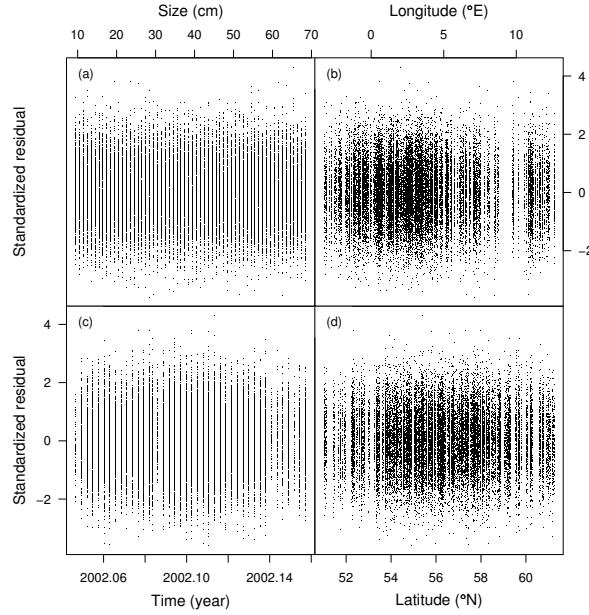 Size (cm)
Longitude (°E)
10 20 30 40 50 60 70
0 5 10
(a)
(b)
Standardized residual
4
2
0
−2
(c)
(d)
Standardized residual
4
2
0
−2
2002.06 2002.10 2002.14
52 54 56 58 60
Time (year)
Latitude (°N)